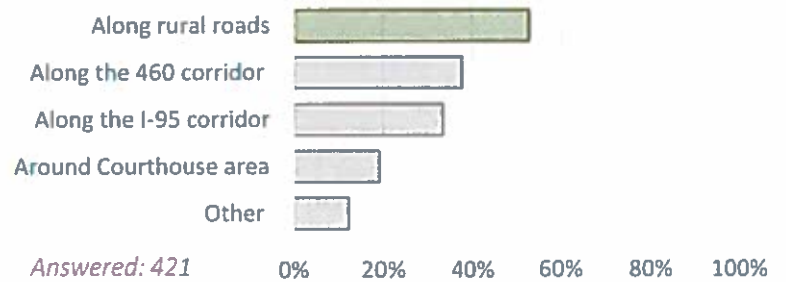 Along rural roads
Along the 460 corridor
Along the I-95 corridor
Around Courthouse area
Other
Answered: 421
0% 20% 40% 60% 80% 100%